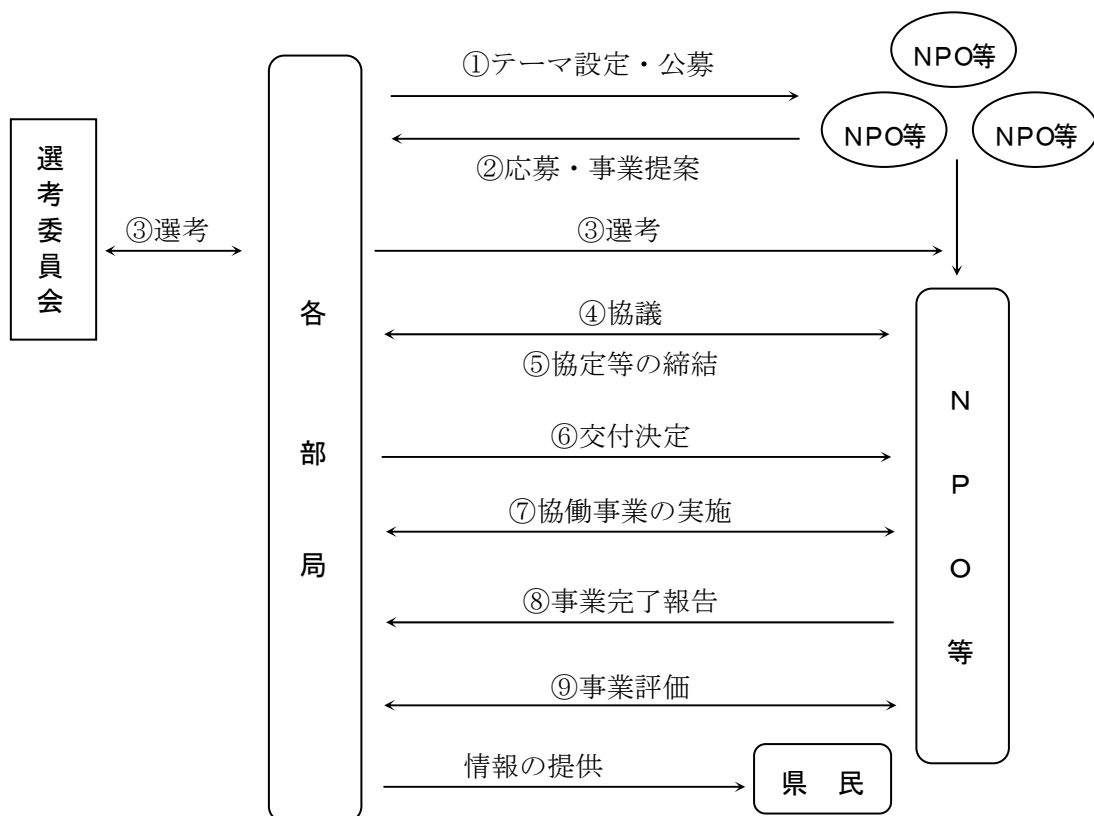 NPO等
①テーマ設定・公募
NPO等
NPO等
②応募・事業提案
選考委員会
③選考
③選考
各部局
④協議
⑤協定等の締結
NPO等
⑥交付決定
⑦協働事業の実施
⑧事業完了報告
⑨事業評価
情報の提供
県 民